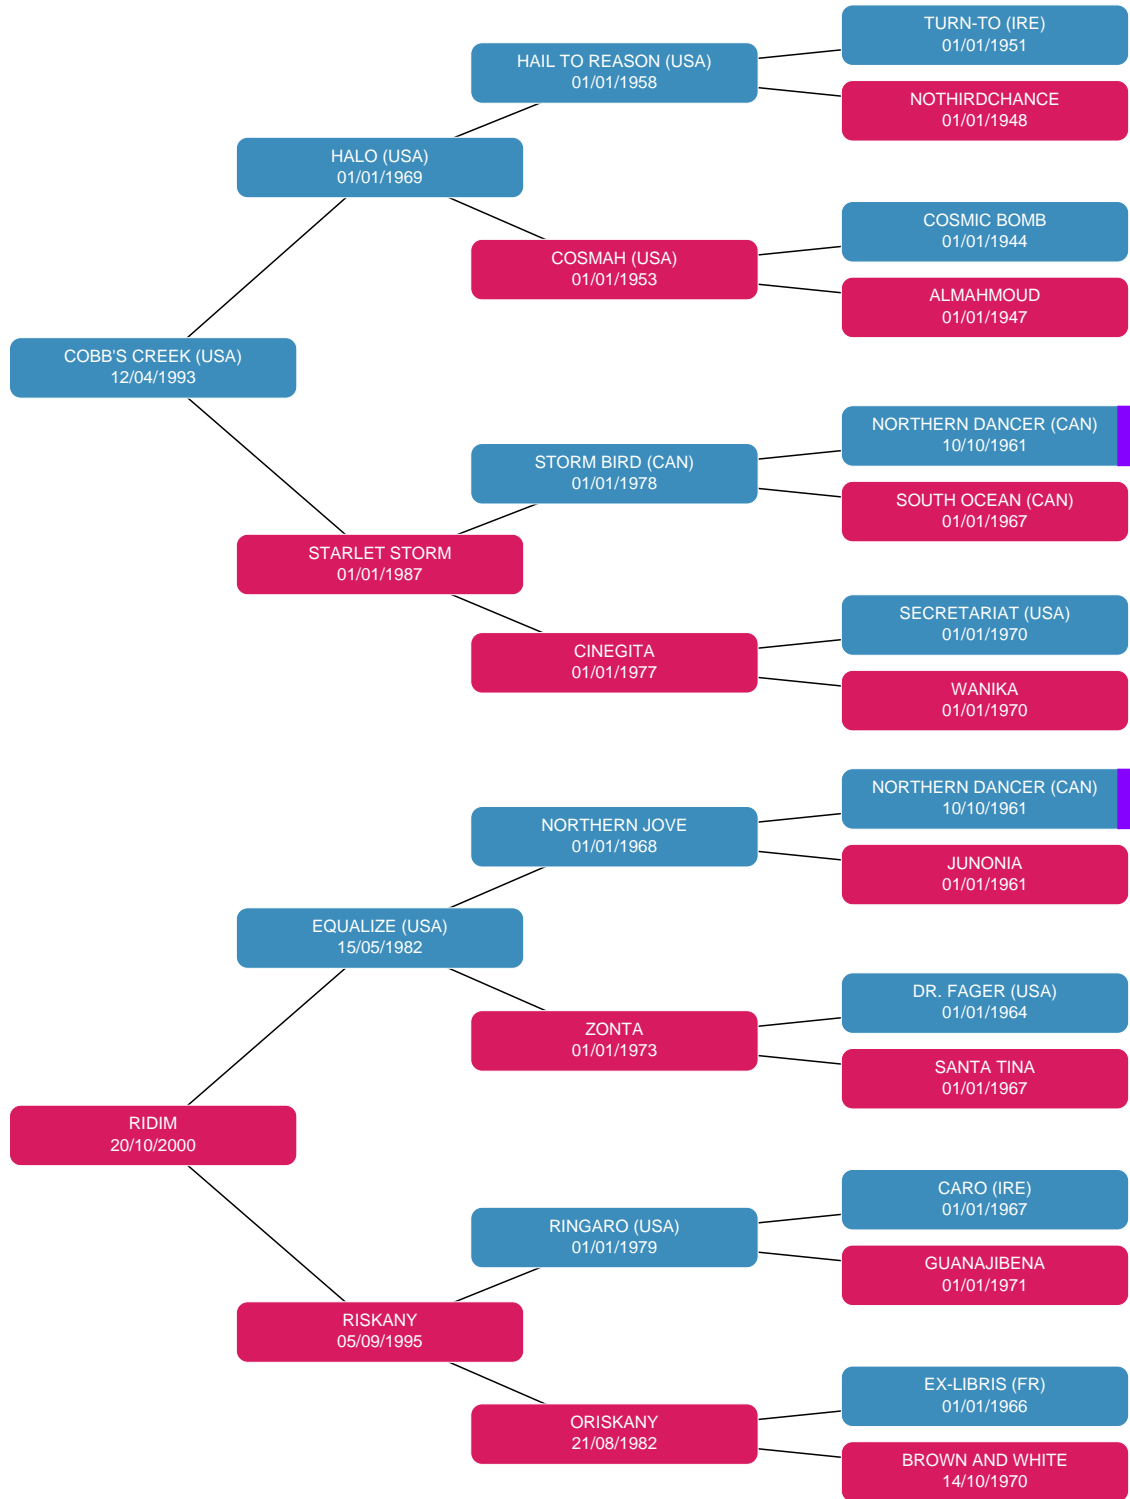 TURN-TO (IRE)
01/01/1951
HAIL TO REASON (USA)
01/01/1958
NOTHIRDCHANCE
01/01/1948
HALO (USA)
01/01/1969
COSMIC BOMB
01/01/1944
COSMAH (USA)
01/01/1953
ALMAHMOUD
01/01/1947
COBB'S CREEK (USA)
12/04/1993
NORTHERN DANCER (CAN)
10/10/1961
STORM BIRD (CAN)
01/01/1978
SOUTH OCEAN (CAN)
01/01/1967
STARLET STORM
01/01/1987
SECRETARIAT (USA)
01/01/1970
CINEGITA
01/01/1977
WANIKA
01/01/1970
NORTHERN DANCER (CAN)
10/10/1961
NORTHERN JOVE
01/01/1968
JUNONIA
01/01/1961
EQUALIZE (USA)
15/05/1982
DR. FAGER (USA)
01/01/1964
ZONTA
01/01/1973
SANTA TINA
01/01/1967
RIDIM
20/10/2000
CARO (IRE)
01/01/1967
RINGARO (USA)
01/01/1979
GUANAJIBENA
01/01/1971
RISKANY
05/09/1995
EX-LIBRIS (FR)
01/01/1966
ORISKANY
21/08/1982
BROWN AND WHITE
14/10/1970